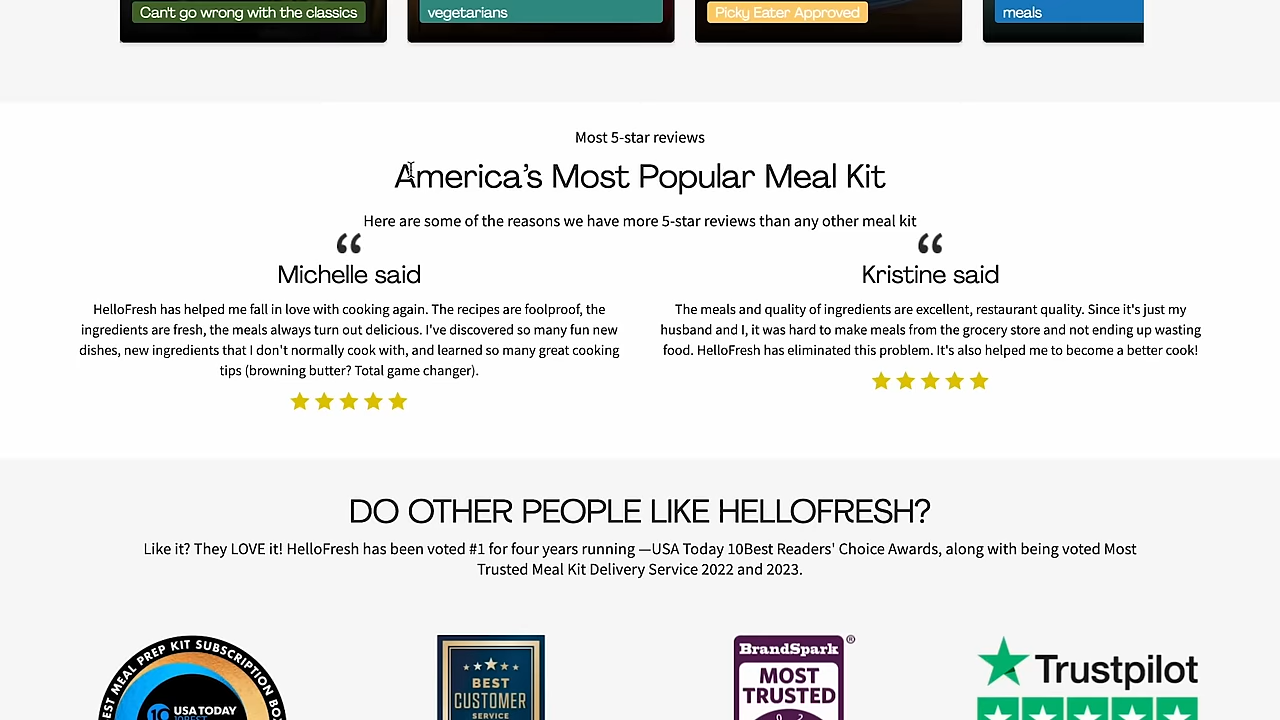 Can't go wrong with the classics
vegetarians
Picky Eater Approved
meals
Most 5-star reviews
America's Most Popular Meal Kit
Here are some of the reasons we have more 5-star reviews than any other meal kit
“ “
Michelle said
Kristine said
HelloFresh has helped me fall in love with cooking again. The recipes are foolproof, the
ingredients are fresh, the meals always turn out delicious. I've discovered so many fun new
dishes, new ingredients that I don't normally cook with, and learned so many great cooking
tips (browning butter? Total game changer).
The meals and quality of ingredients are excellent, restaurant quality. Since it's just my
husband and I, it was hard to make meals from the grocery store and not ending up wasting
food. HelloFresh has eliminated this problem. It's also helped me to become a better cook!
DO OTHER PEOPLE LIKE HELLOFRESH?
Like it? They LOVE it! HelloFresh has been voted #1 for four years running —USA Today 10Best Readers' Choice Awards, along with being voted Most
Trusted Meal Kit Delivery Service 2022 and 2023.
MEAL PREP KIT SUBSCRIPTION
10 USA TODAY
10BEST
BEST
CUSTOMER
SERVICE
BrandSpark®
MOST
TRUSTED
Trustpilot